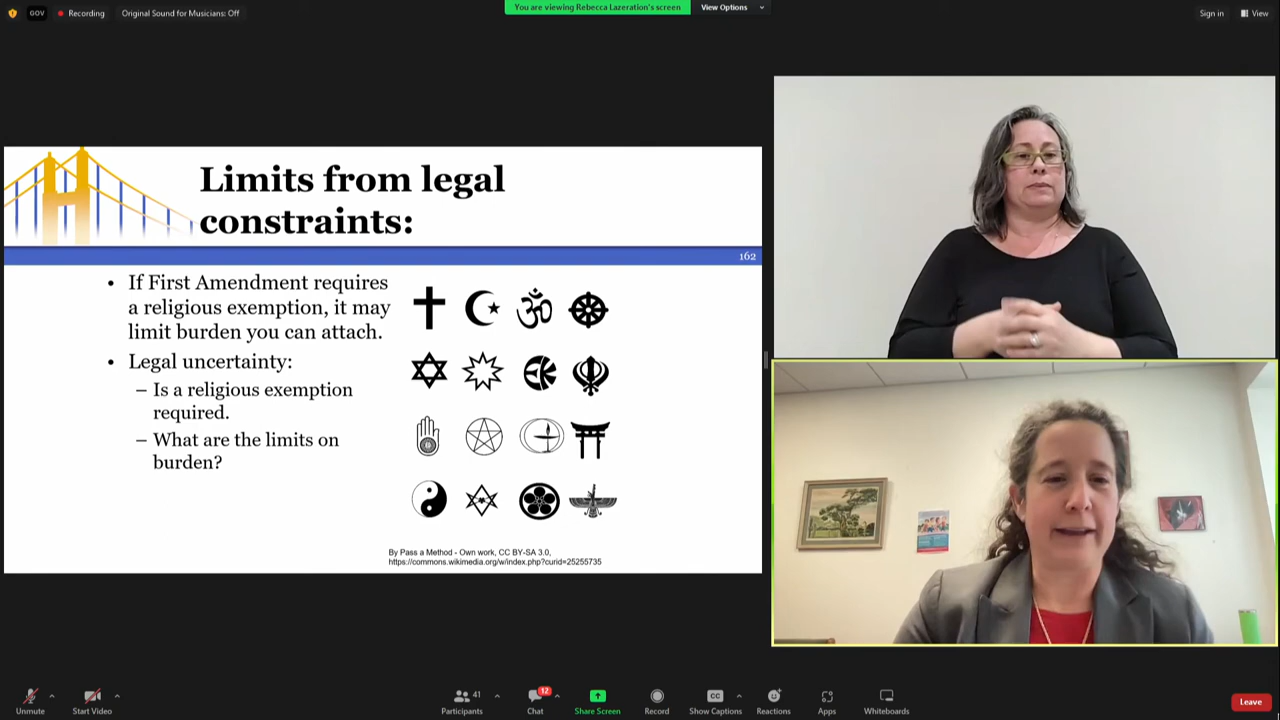 GOV
Recording
Original Sound for Musicians: Off
You are viewing Rebecca Lazeration's screen
View Options
Sign in
View
Limits from legal
constraints:
162
• If First Amendment requires
a religious exemption, it may
limit burden you can attach.
• Legal uncertainty:
– Is a religious exemption
required.
– What are the limits on
burden?
By Pass a Method - Own work, CC BY-SA 3.0,
https://commons.wikimedia.org/w/index.php?curid=25255735
Unmute
Start Video
41
Participants
12
Chat
Share Screen
Record
CC
Show Captions
Reactions
Apps
Whiteboards
Leave